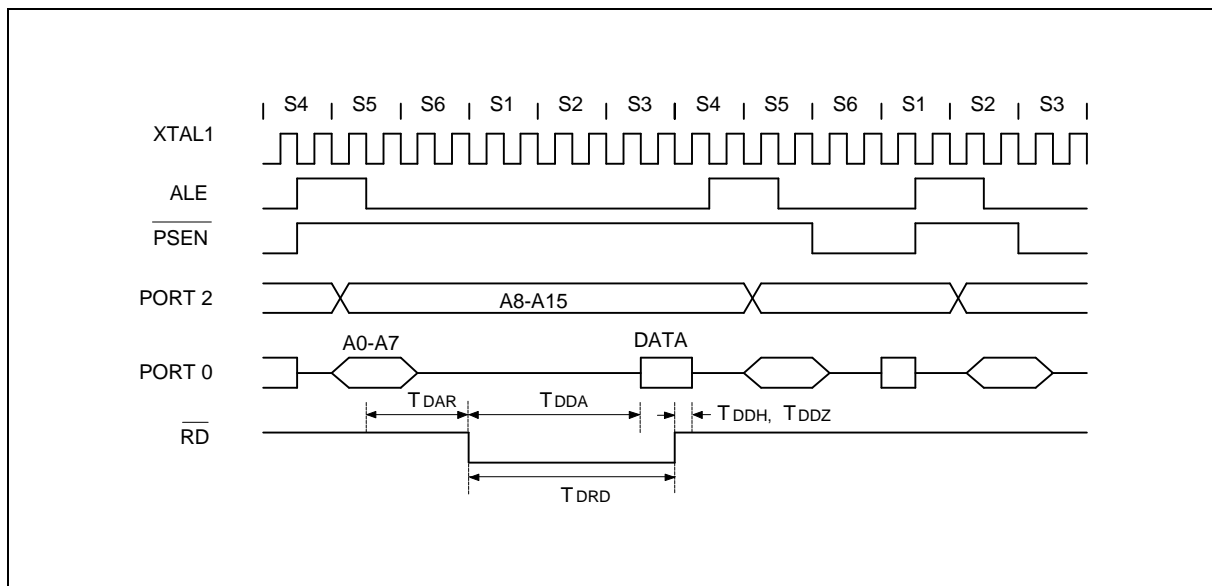 S4 S5 S6 S1 S2 S3 S4 S5 S6 S1 S2 S3
XTAL1
ALE
PSEN
PORT 2
A8-A15
A0-A7
DATA
PORT 0
TDAR
TDDA
TDDH, TDDZ
RD
TDRD